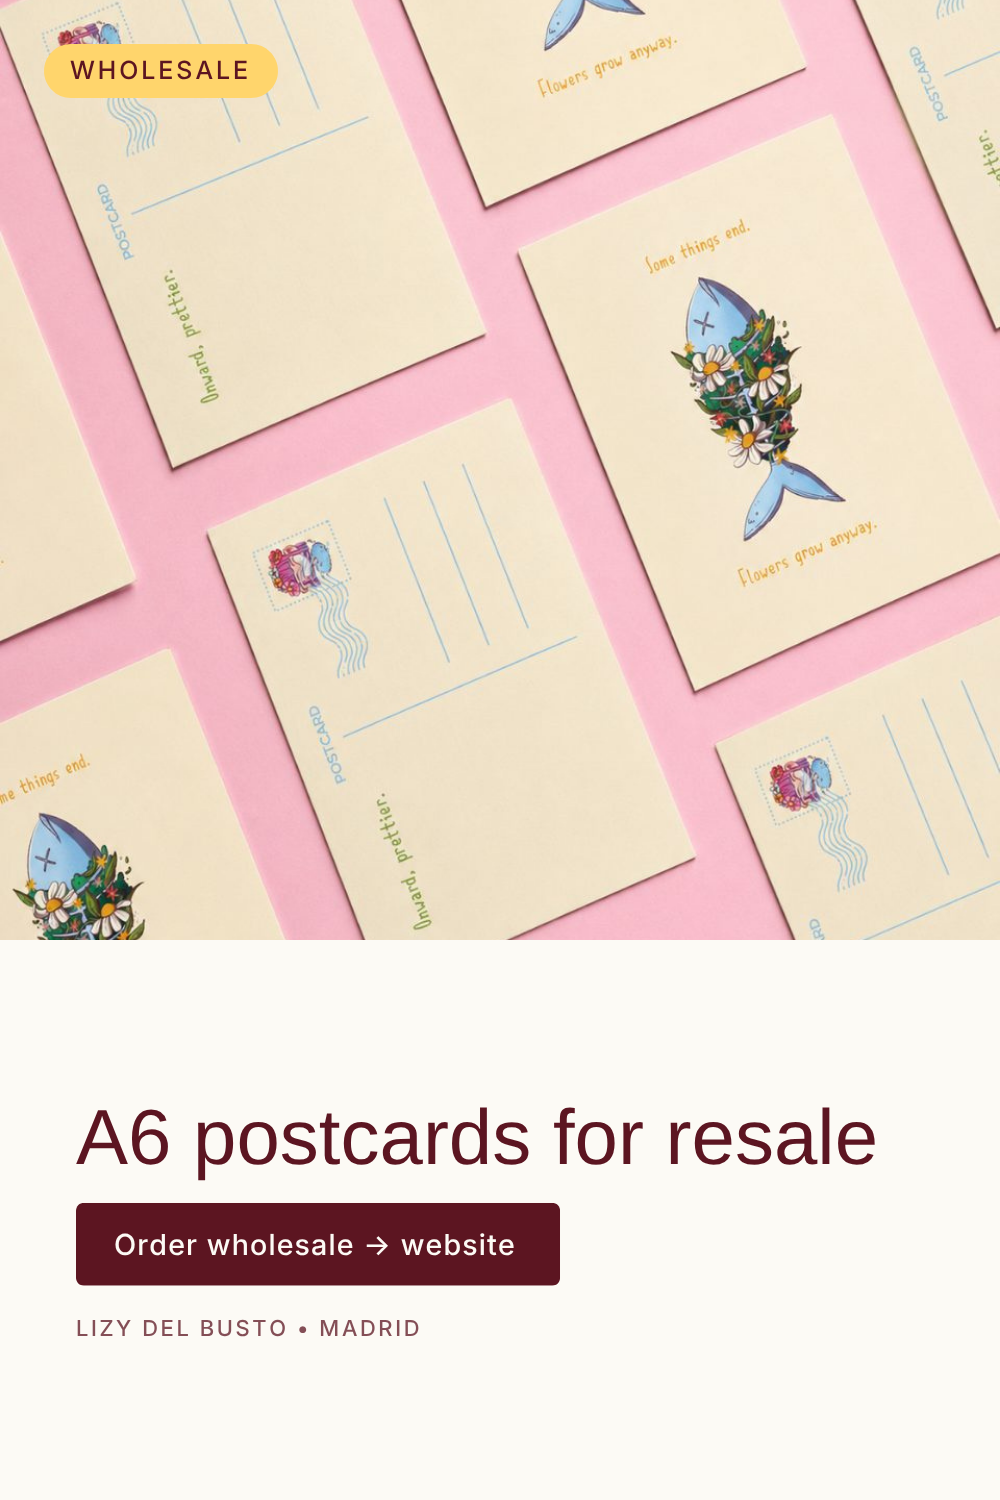 WHOLESALE
Flowers grow anyway.
POSTCARD
POSTCARD
Onward, prettier.
Some things end.
Flowers grow anyway.
POSTCARD
Onward, prettier.
things end.
A6 postcards for resale
Order wholesale → website
LIZY DEL BUSTO • MADRID